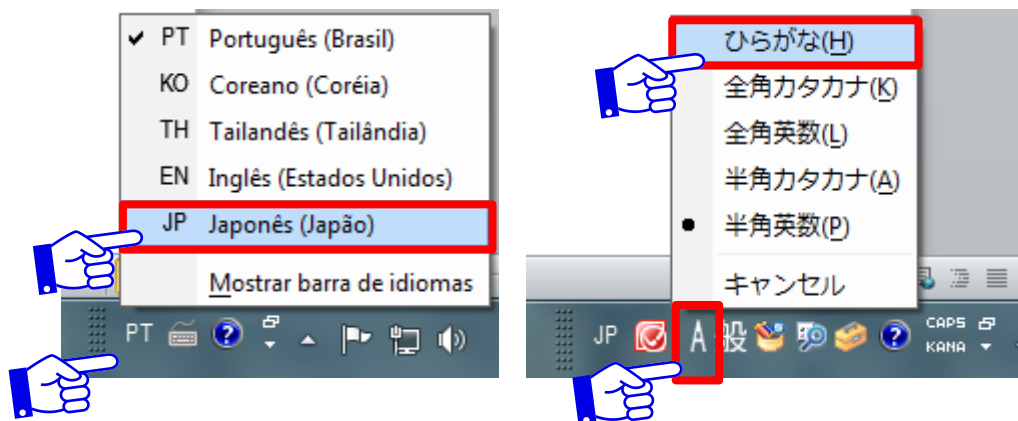 PT Português (Brasil)
KO Coreano (Coréia)
TH Tailandês (Tailândia)
EN Inglês (Estados Unidos)
JP Japonês (Japão)
Mostrar barra de idiomas
PT
ひらがな(H)
全角カタカナ(K)
全角英数(L)
半角カタカナ(A)
半角英数(P)
キャンセル
JP A 般 CAPS
KANA